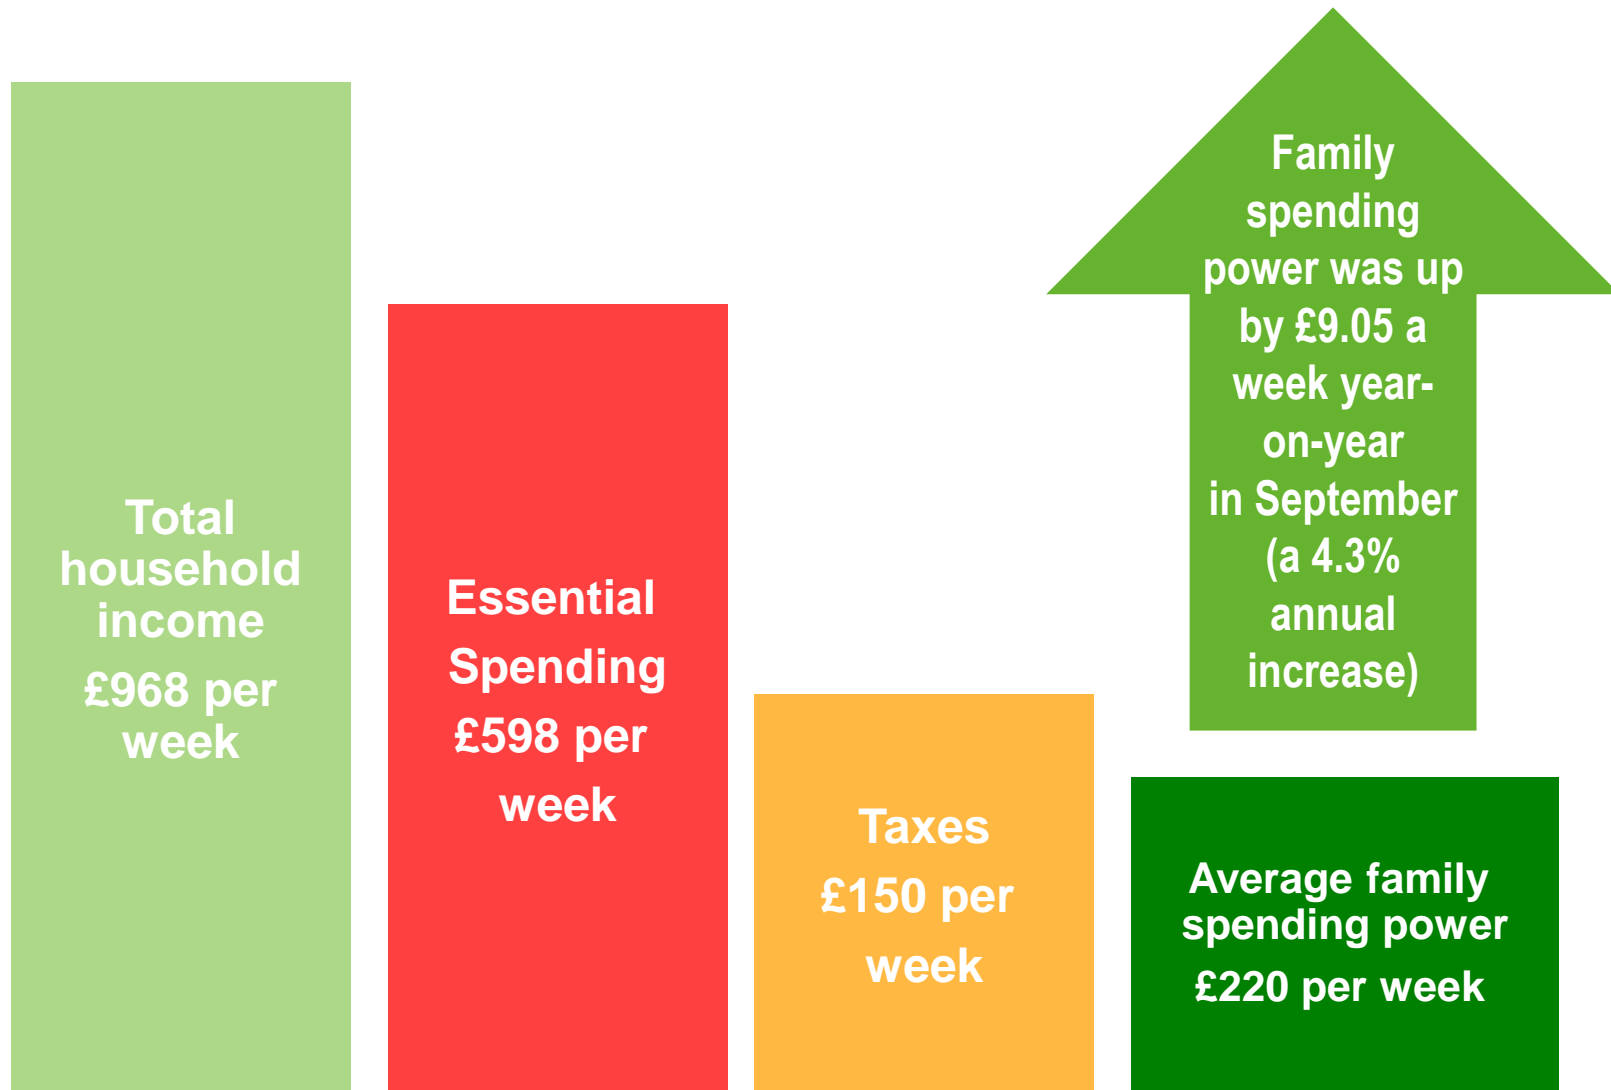 Total
household
income
£968 per
week
Essential
Spending
£598 per
week
Taxes
£150 per
week
Family
spending
power was up
by £9.05 a
week year-
on-year
in September
(a 4.3%
annual
increase)
Average family
spending power
£220 per week